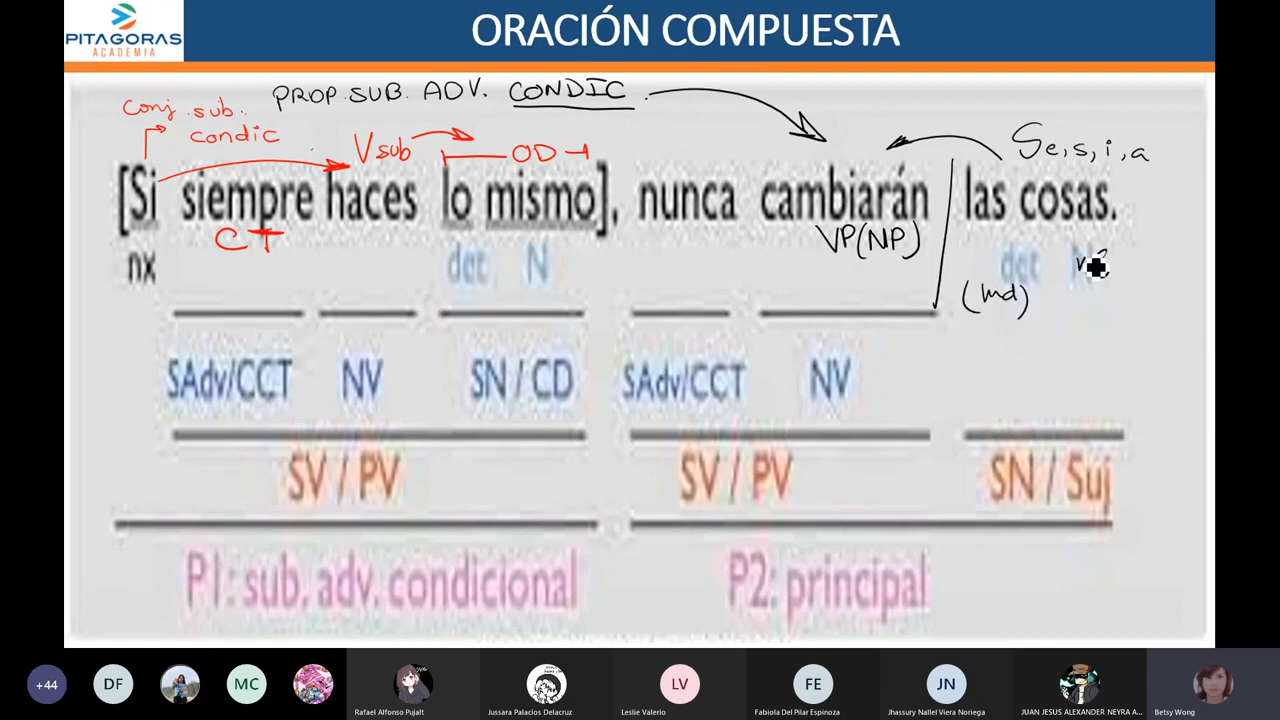 PITAGORAS
ACADEMIA
ORACIÓN COMPUESTA
PROP. SUB. ADV. CONDIC.
Conj. sub.
condic
Vsub
OD
Se, s, i, a
[Si siempre haces lo mismo], nunca cambiarán las cosas.
CT
VP(NP)
nx
det N
det N
(md)
SAdv/CCT NV SN / CD SAdv/CCT NV
SV / PV SV / PV SN / Suj
P1: sub. adv. condicional P2: principal
+44 DF MC LV FE JN
Rafael Alfonso Pujalt Jussara Palacios Delacruz Leslie Valerio Fabiola Del Pilar Espinoza Jhassury Nallel Viera Noriega JUAN JESUS ALEXANDER NEYRA A... Betsy Wong